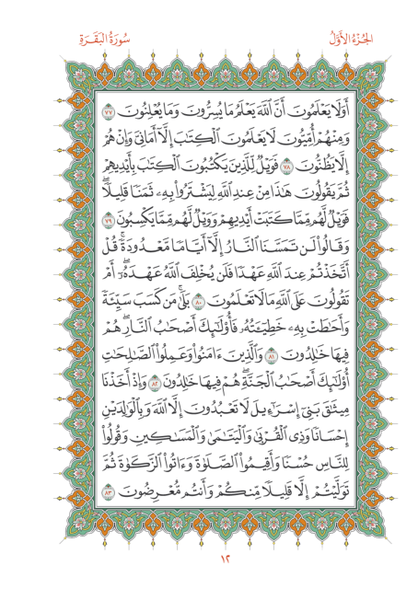 الجُزْءُ الأَوَّلُ سُورَةُ البَقَرَةِ
أَوَلَا يَعْلَمُونَ أَنَّ ٱللَّهَ يَعْلَمُ مَا يُسِرُّونَ وَمَا يُعْلِنُونَ ٧٧
وَمِنْهُمْ أُمِّيُّونَ لَا يَعْلَمُونَ ٱلْكِتَٰبَ إِلَّآ أَمَانِىَّ وَإِنْ هُمْ
إِلَّا يَظُنُّونَ ٧٨ فَوَيْلٌ لِّلَّذِينَ يَكْتُبُونَ ٱلْكِتَٰبَ بِأَيْدِيهِمْ
ثُمَّ يَقُولُونَ هَٰذَا مِنْ عِندِ ٱللَّهِ لِيَشْتَرُوا۟ بِهِۦ ثَمَنًا قَلِيلًا ۖ
فَوَيْلٌ لَّهُم مِّمَّا كَتَبَتْ أَيْدِيهِمْ وَوَيْلٌ لَّهُم مِّمَّا يَكْسِبُونَ ٧٩
وَقَالُوا۟ لَن تَمَسَّنَا ٱلنَّارُ إِلَّآ أَيَّامًا مَّعْدُودَةً ۚ قُلْ
أَتَّخَذْتُمْ عِندَ ٱللَّهِ عَهْدًا فَلَن يُخْلِفَ ٱللَّهُ عَهْدَهُۥٓ ۖ أَمْ
تَقُولُونَ عَلَى ٱللَّهِ مَا لَا تَعْلَمُونَ ٨٠ بَلَىٰ مَن كَسَبَ سَيِّئَةً
وَأَحَٰطَتْ بِهِۦ خَطِيٓـَٔتُهُۥ فَأُو۟لَٰٓئِكَ أَصْحَٰبُ ٱلنَّارِ ۖ هُمْ
فِيهَا خَٰلِدُونَ ٨١ وَٱلَّذِينَ ءَامَنُوا۟ وَعَمِلُوا۟ ٱلصَّٰلِحَٰتِ
أُو۟لَٰٓئِكَ أَصْحَٰبُ ٱلْجَنَّةِ ۖ هُمْ فِيهَا خَٰلِدُونَ ٨٢ وَإِذْ أَخَذْنَا
مِيثَٰقَ بَنِىٓ إِسْرَٰٓءِيلَ لَا تَعْبُدُونَ إِلَّا ٱللَّهَ وَبِٱلْوَٰلِدَيْنِ
إِحْسَانًا وَذِى ٱلْقُرْبَىٰ وَٱلْيَتَٰمَىٰ وَٱلْمَسَٰكِينِ وَقُولُوا۟
لِلنَّاسِ حُسْنًا وَأَقِيمُوا۟ ٱلصَّلَوٰةَ وَءَاتُوا۟ ٱلزَّكَوٰةَ ثُمَّ
تَوَلَّيْتُمْ إِلَّا قَلِيلًا مِّنكُمْ وَأَنتُم مُّعْرِضُونَ ٨٣
١٢